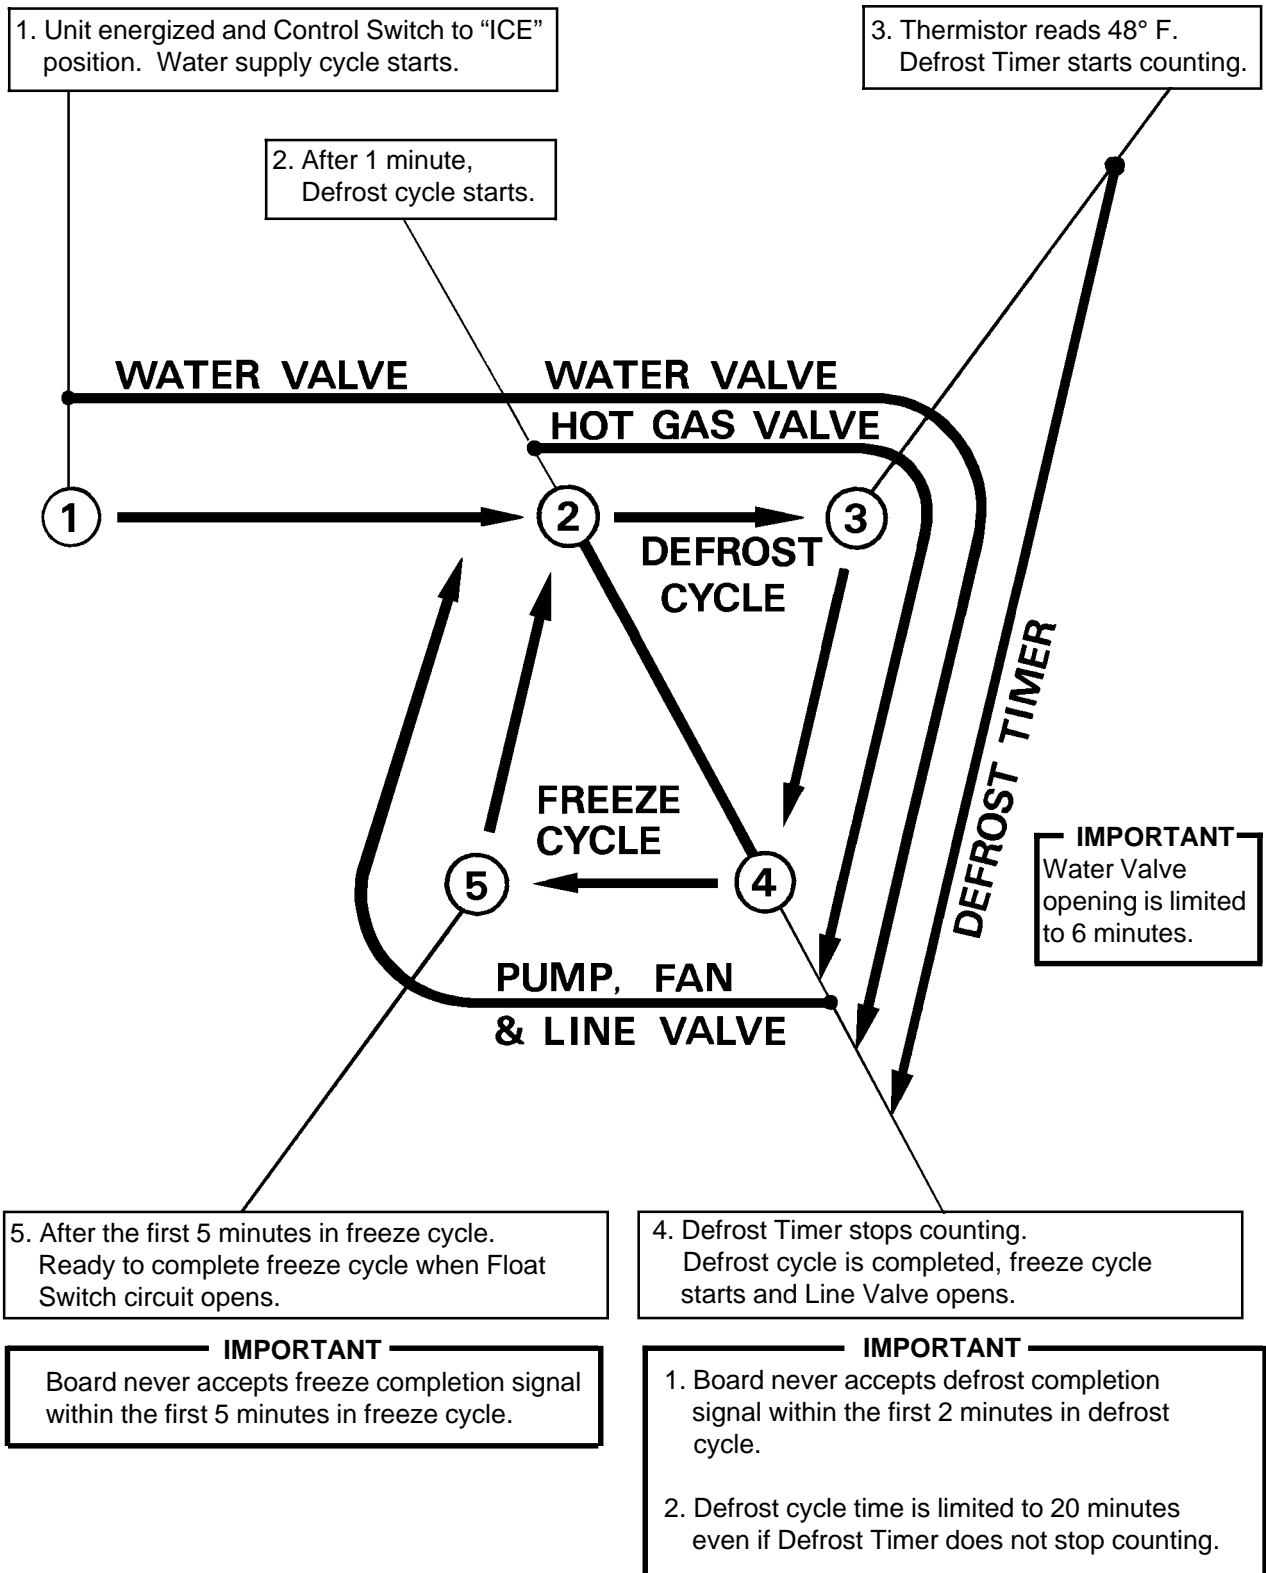 1. Unit energized and Control Switch to “ICE”
position.  Water supply cycle starts.
3. Thermistor reads 48° F.
Defrost Timer starts counting.
2. After 1 minute,
Defrost cycle starts.
WATER VALVE
WATER VALVE
HOT GAS VALVE
1
2
3
DEFROST
CYCLE
DEFROST TIMER
FREEZE
CYCLE
5
4
IMPORTANT
Water Valve
opening is limited
to 6 minutes.
PUMP, FAN
& LINE VALVE
5. After the first 5 minutes in freeze cycle.
Ready to complete freeze cycle when Float
Switch circuit opens.
4. Defrost Timer stops counting.
Defrost cycle is completed, freeze cycle
starts and Line Valve opens.
IMPORTANT
Board never accepts freeze completion signal
within the first 5 minutes in freeze cycle.
IMPORTANT
1. Board never accepts defrost completion
signal within the first 2 minutes in defrost
cycle.
2. Defrost cycle time is limited to 20 minutes
even if Defrost Timer does not stop counting.